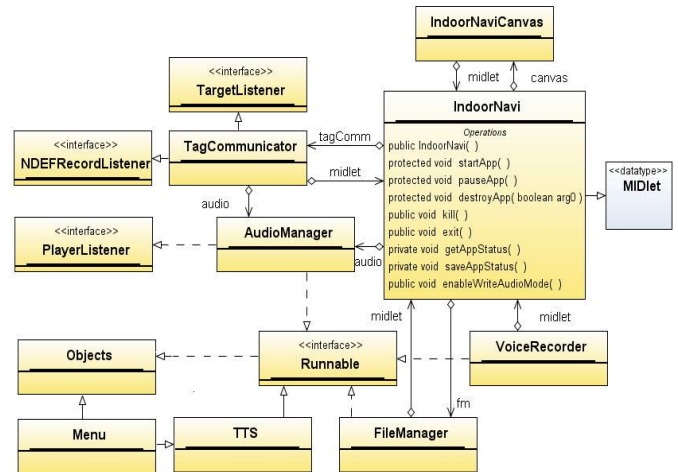 IndoorNaviCanvas
midlet
canvas
<<interface>>
TargetListener
IndoorNavi
Operations
public IndoorNavi( )
protected void startApp( )
protected void pauseApp( )
protected void destroyApp( boolean arg0 )
public void kill( )
public void exit( )
private void getAppStatus( )
private void saveAppStatus( )
public void enableWriteAudioMode( )
<<interface>>
NDEFRecordListener
TagCommunicator
tagComm
midlet
<<datatype>>
MIDlet
audio
<<interface>>
PlayerListener
AudioManager
audio
midlet
midlet
Objects
<<interface>>
Runnable
VoiceRecorder
fm
Menu
TTS
FileManager